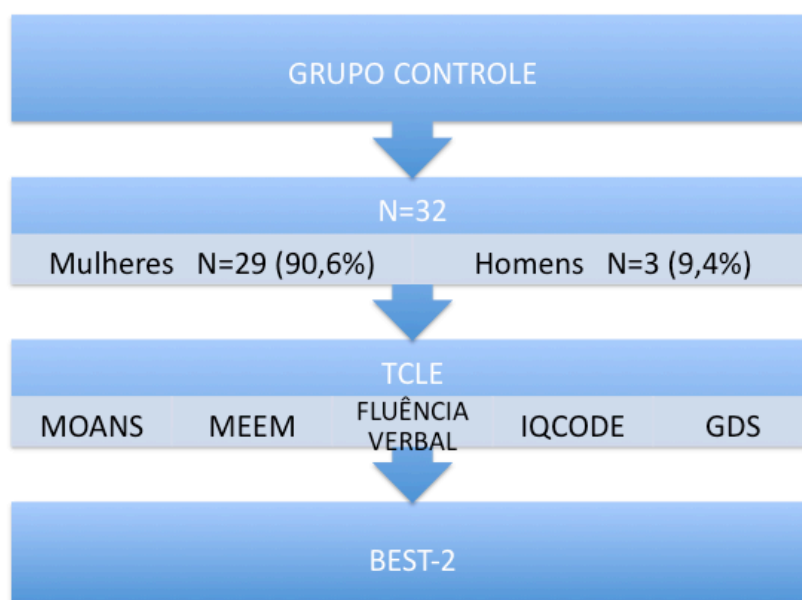 GRUPO CONTROLE
N=32
Mulheres N=29 (90,6%) Homens N=3 (9,4%)
TCLE
MOANS MEEM FLUÊNCIA VERBAL IQCODE GDS
BEST-2